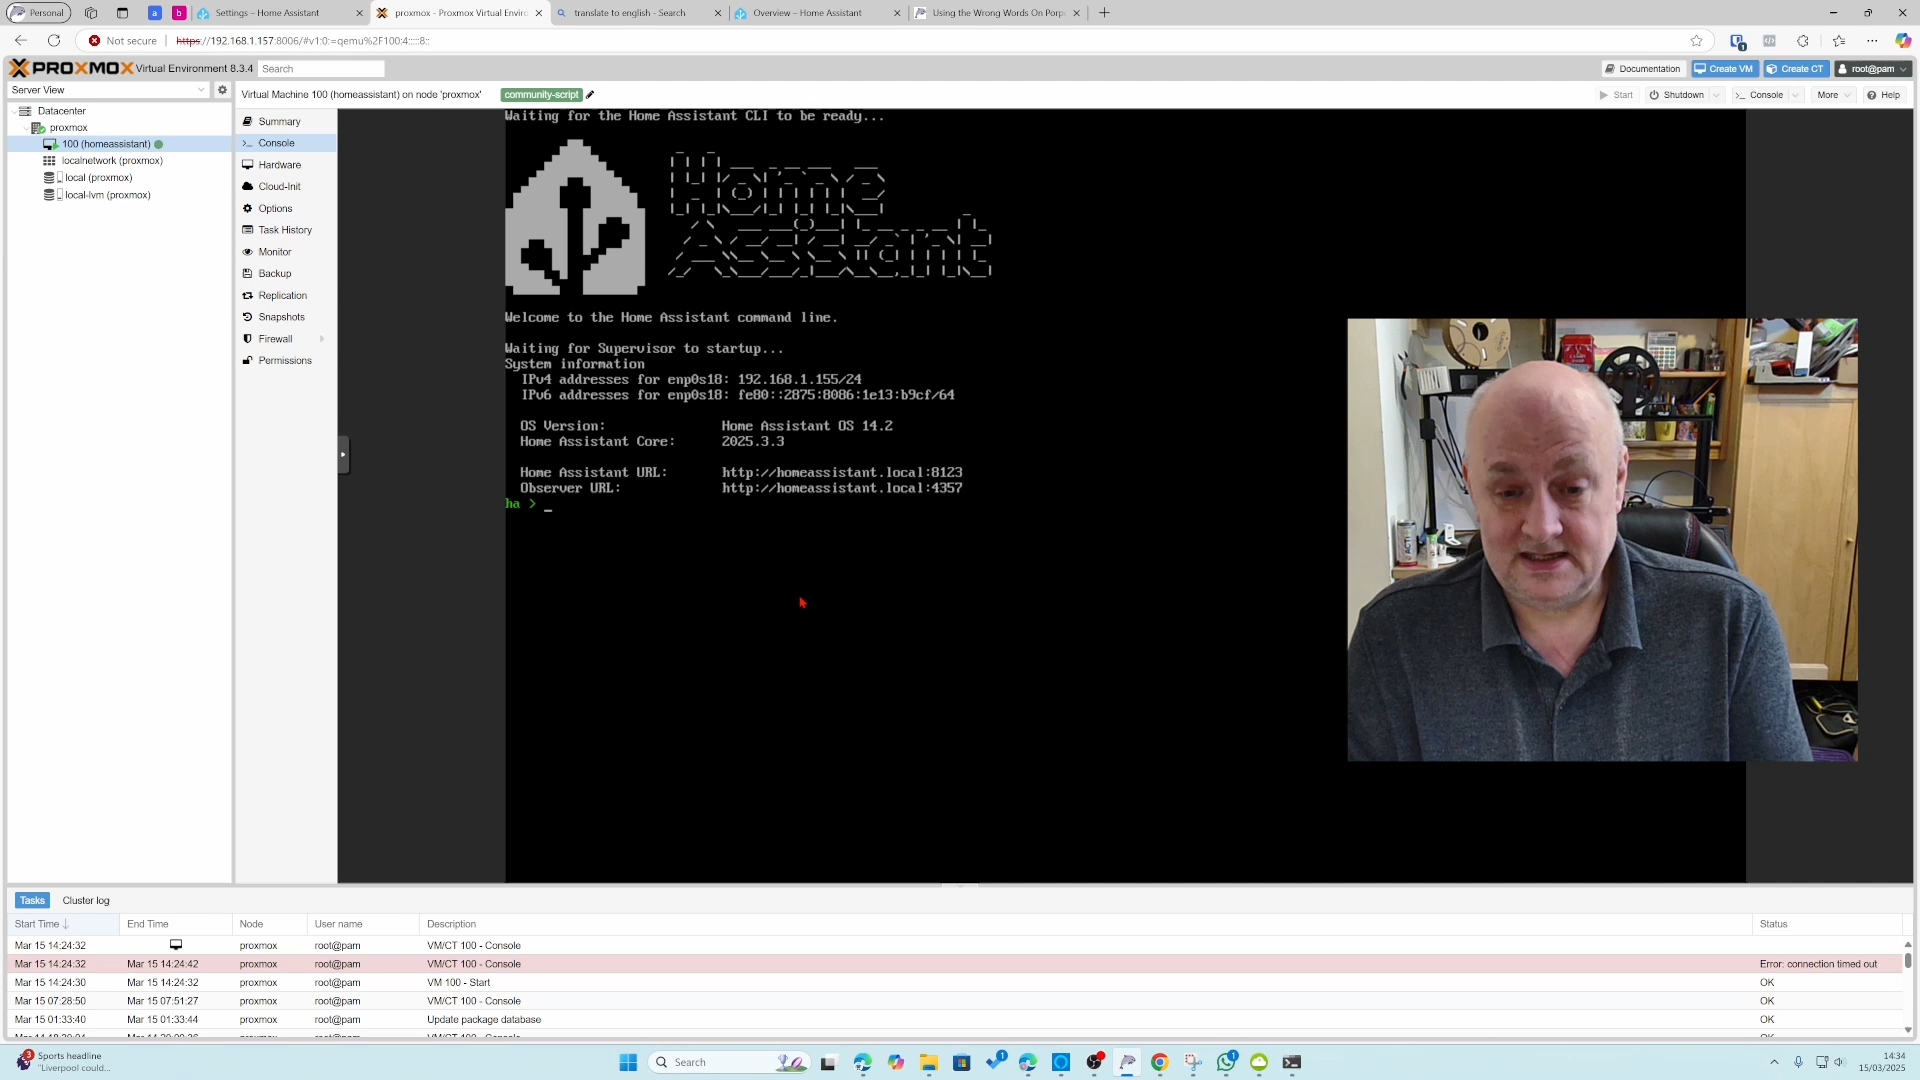 Personal
a
b
Settings – Home Assistant
proxmox - Proxmox Virtual Enviro
translate to english - Search
Overview – Home Assistant
Using the Wrong Words On Porp
Not secure
https://192.168.1.157:8006/#v1:0:=qemu%2F100:4:::::8::
PROXMOX Virtual Environment 8.3.4
Search
Documentation
Create VM
Create CT
root@pam
Server View
Virtual Machine 100 (homeassistant) on node 'proxmox'
community-script
Start
Shutdown
Console
More
Help
Datacenter
proxmox
100 (homeassistant)
localnetwork (proxmox)
local (proxmox)
local-lvm (proxmox)
Summary
Console
Hardware
Cloud-Init
Options
Task History
Monitor
Backup
Replication
Snapshots
Firewall
Permissions
Waiting for the Home Assistant CLI to be ready...
Home
Assistant
Welcome to the Home Assistant command line.
Waiting for Supervisor to startup...
System information
IPv4 addresses for enp0s18: 192.168.1.155/24
IPv6 addresses for enp0s18: fe80::2875:8086:1e13:b9cf/64
OS Version: Home Assistant OS 14.2
Home Assistant Core: 2025.3.3
Home Assistant URL: http://homeassistant.local:8123
Observer URL: http://homeassistant.local:4357
ha > _
Tasks
Cluster log
Start Time
End Time
Node
User name
Description
Status
Mar 15 14:24:32 proxmox root@pam VM/CT 100 - Console
Mar 15 14:24:32 Mar 15 14:24:42 proxmox root@pam VM/CT 100 - Console Error: connection timed out
Mar 15 14:24:30 Mar 15 14:24:32 proxmox root@pam VM 100 - Start OK
Mar 15 07:28:50 Mar 15 07:51:27 proxmox root@pam VM/CT 100 - Console OK
Mar 15 01:33:40 Mar 15 01:33:44 proxmox root@pam Update package database OK
3
Sports headline
"Liverpool could...
Search
1
1
14:34
15/03/2025